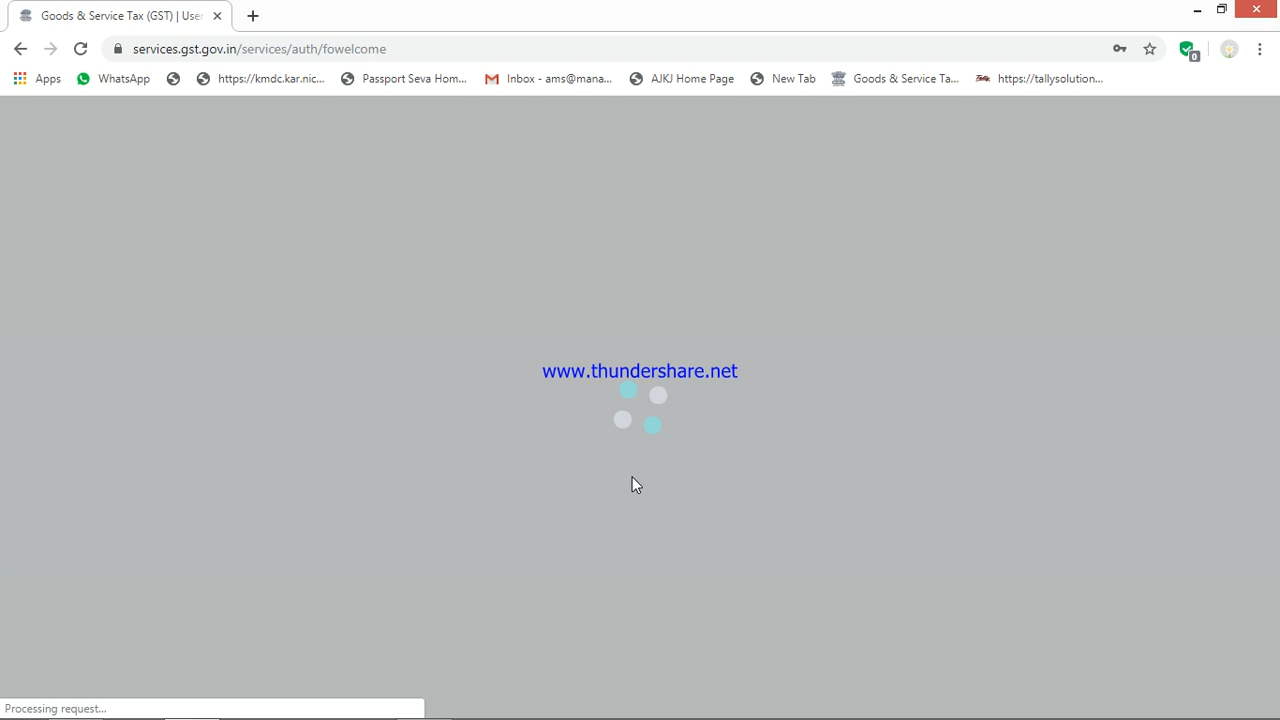 Goods & Service Tax (GST) | User
services.gst.gov.in/services/auth/fowelcome
0
Apps
WhatsApp
https://kmdc.kar.nic...
Passport Seva Hom...
Inbox - ams@mana...
AJKJ Home Page
New Tab
Goods & Service Ta...
https://tallysolution...
www.thundershare.net
Processing request...